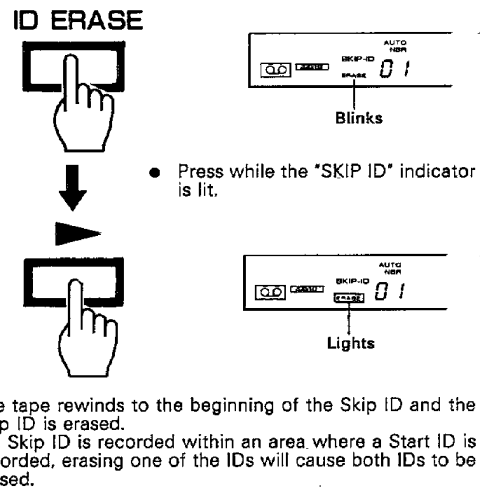 ID ERASE
AUTO
NBR
SKIP-ID
ERASE
01
Blinks
● Press while the "SKIP ID" indicator
is lit.
AUTO
NBR
SKIP-ID
ERASE
01
Lights
e tape rewinds to the beginning of the Skip ID and the
p ID is erased.
Skip ID is recorded within an area where a Start ID is
orded, erasing one of the IDs will cause both IDs to be
sed.